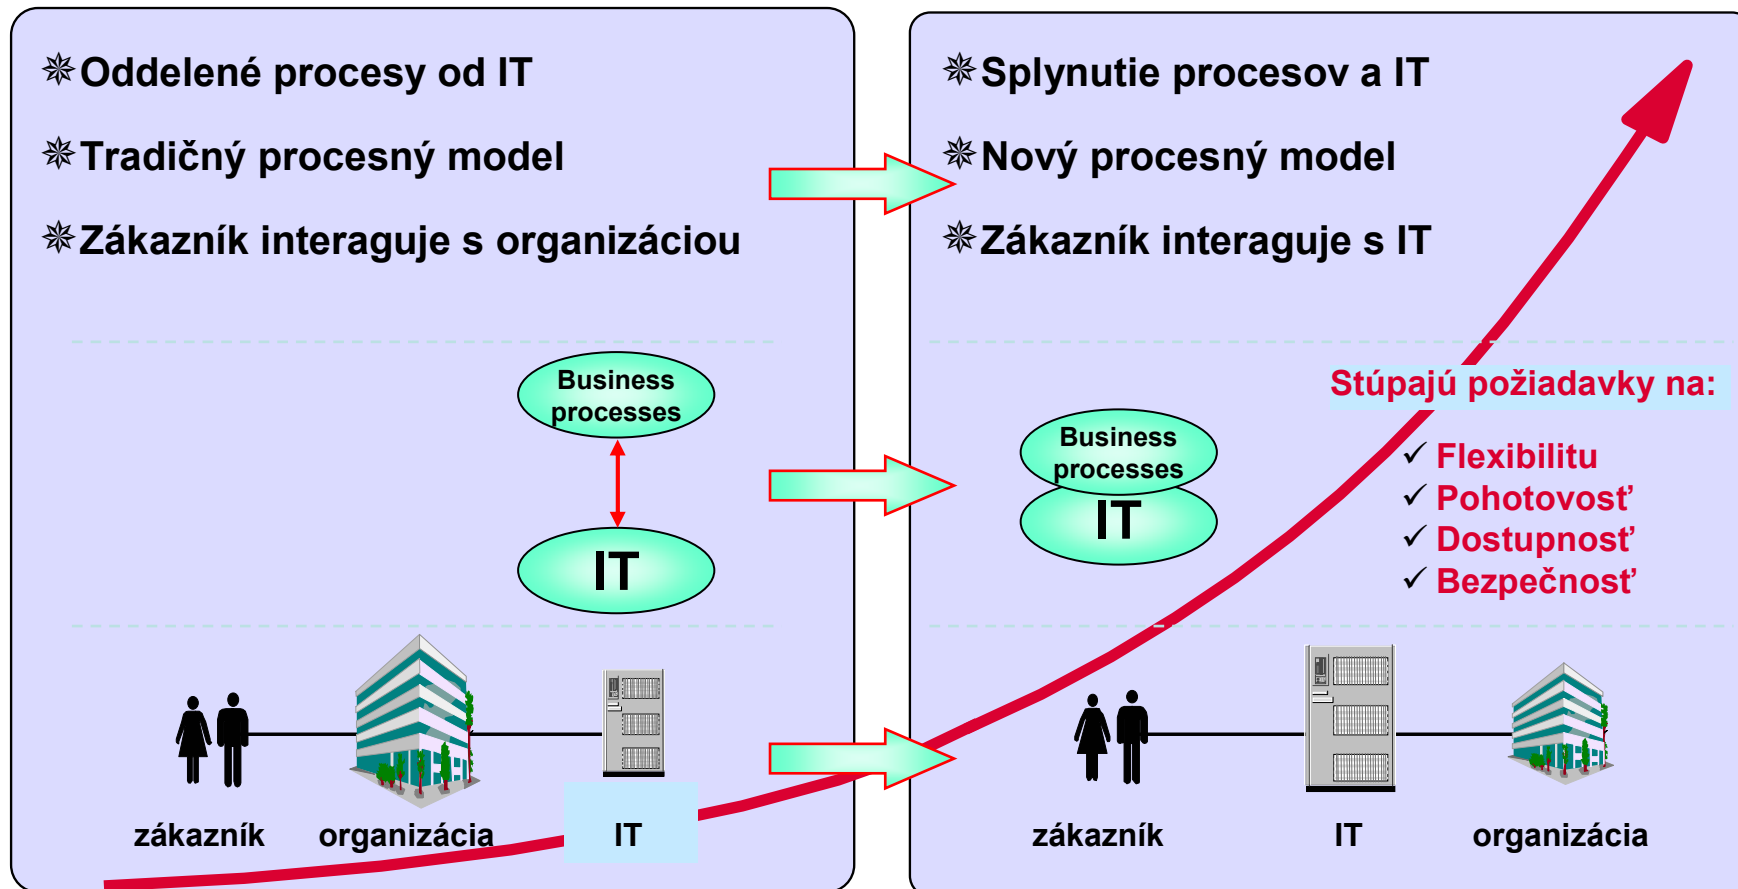 Oddelené procesy od IT
Tradičný procesný model
Zákazník interaguje s organizáciou
Business
processes
IT
zákazník
organizácia
IT
Splynutie procesov a IT
Nový procesný model
Zákazník interaguje s IT
Stúpajú požiadavky na:
Business
processes
IT
✓ Flexibilitu
✓ Pohotovosť
✓ Dostupnosť
✓ Bezpečnosť
zákazník
IT
organizácia